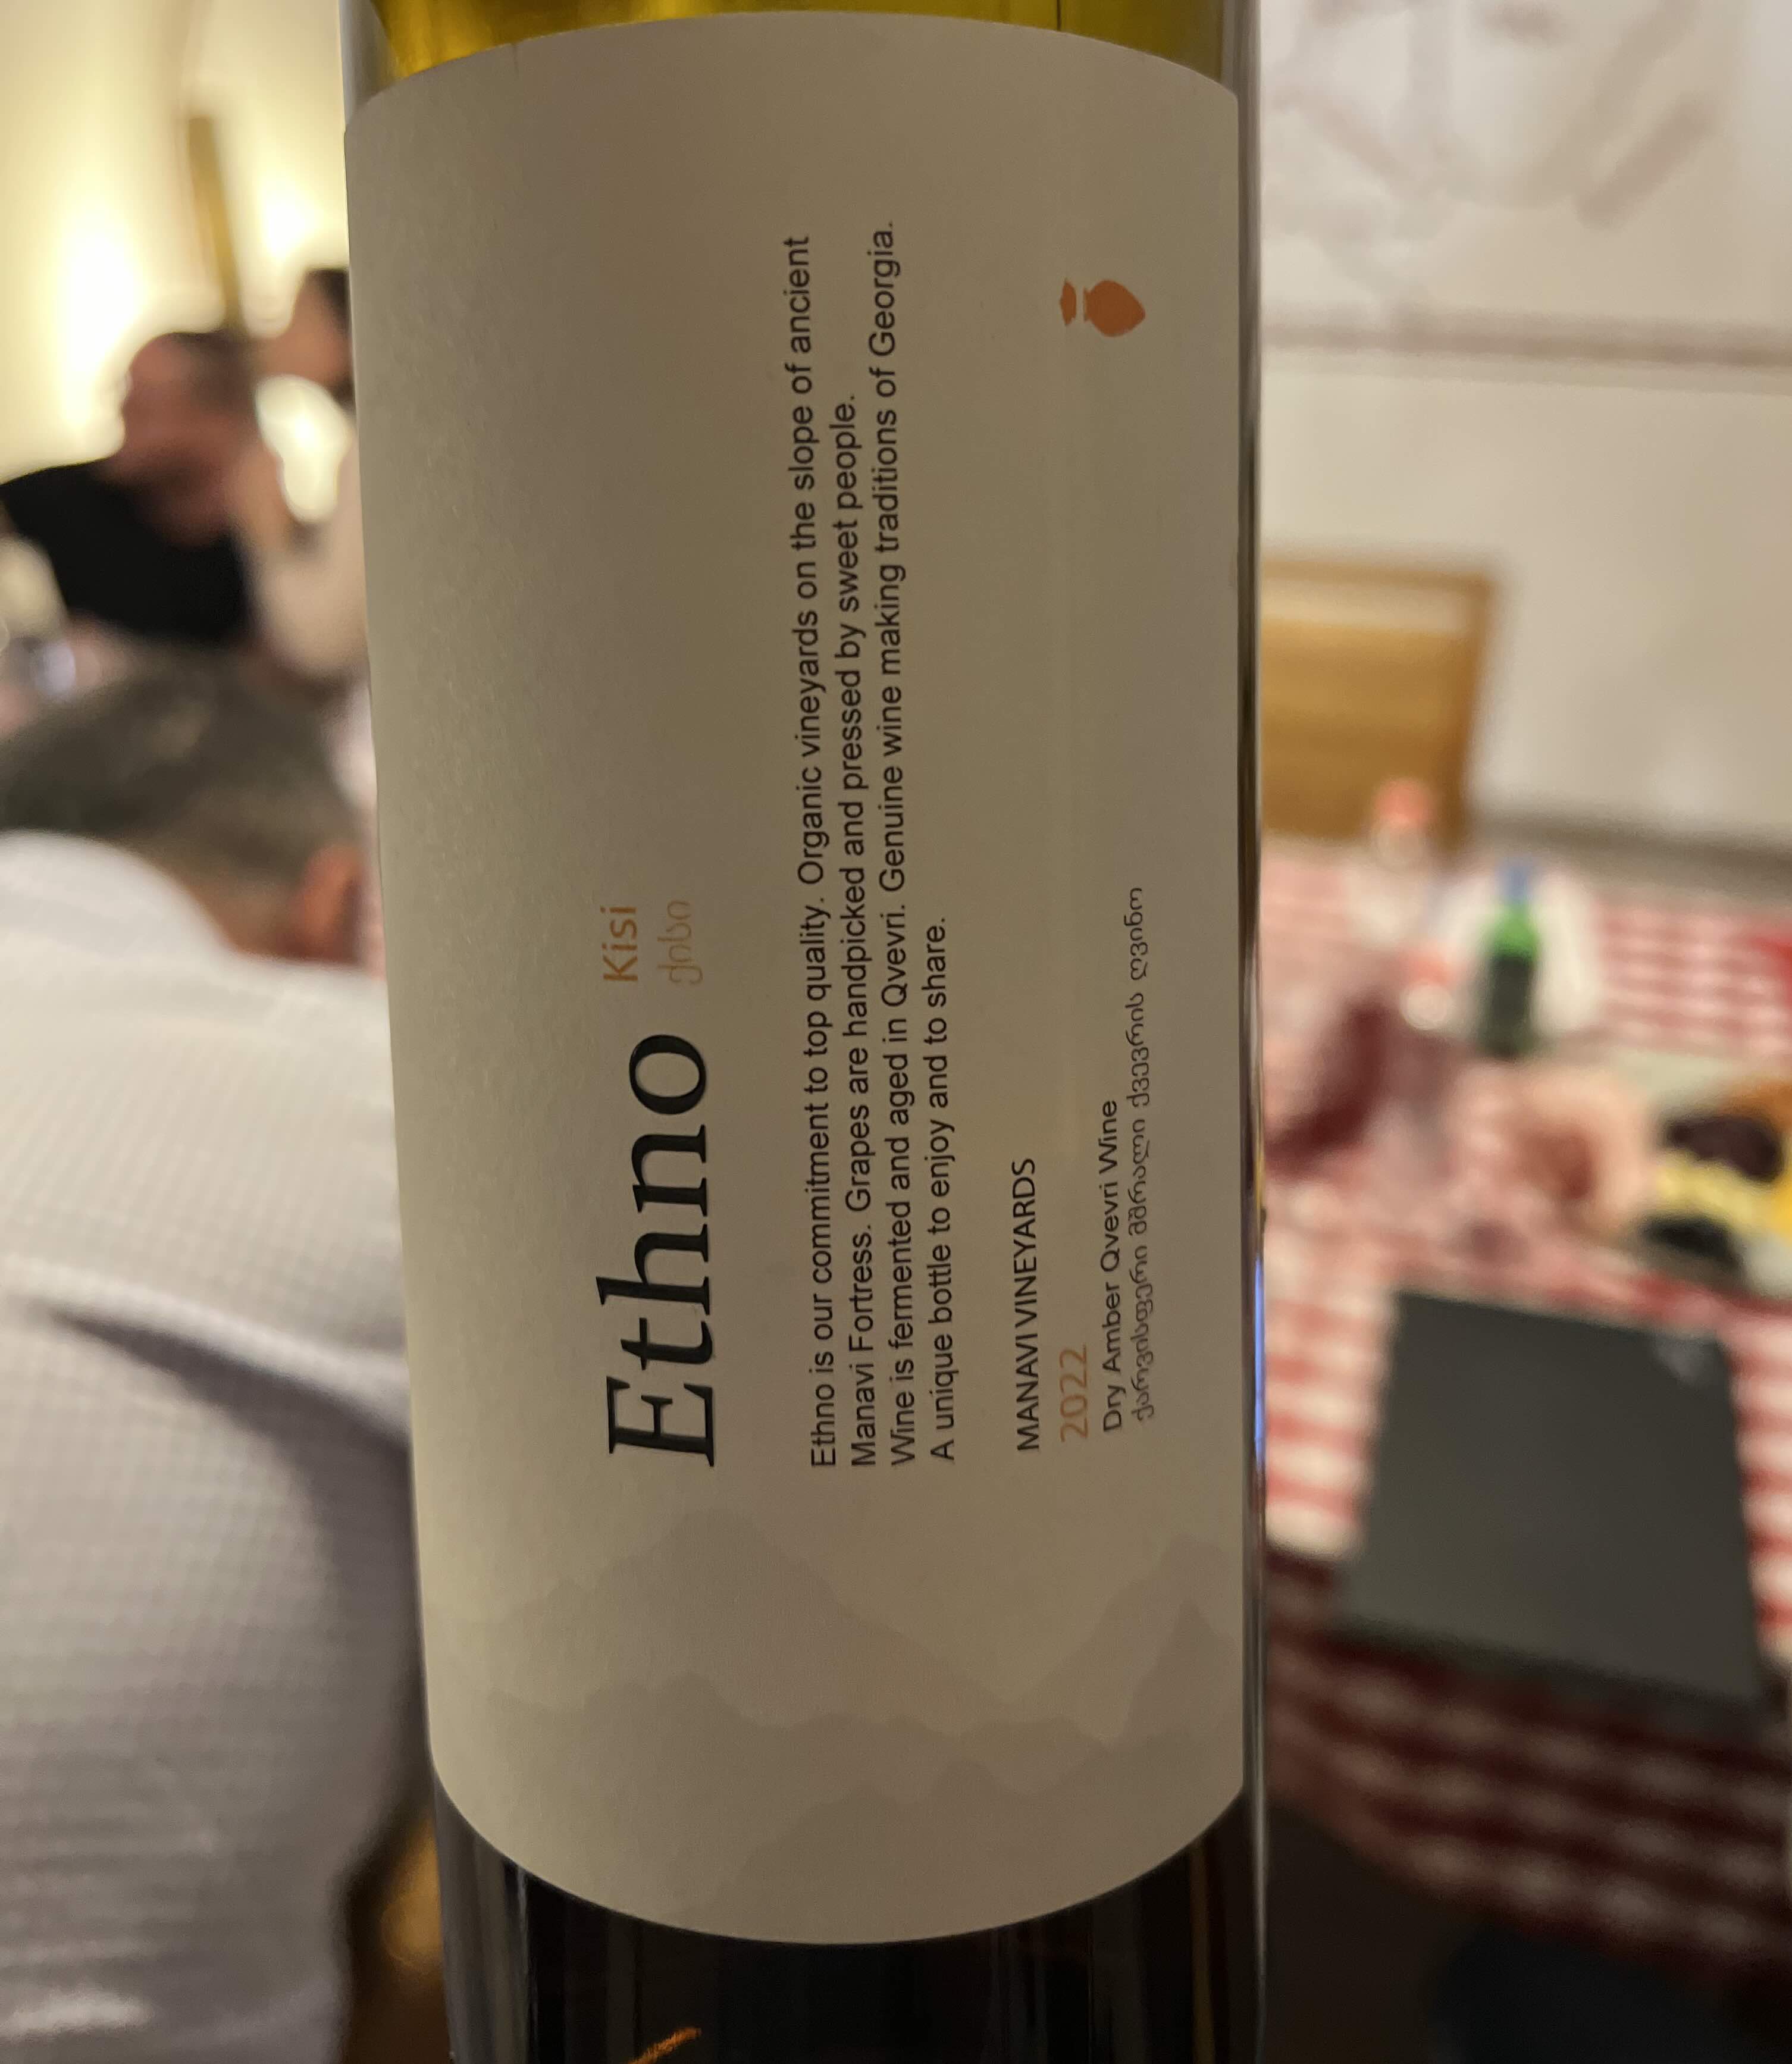 Ethno Kisi
ქისი
Ethno is our commitment to top quality. Organic vineyards on the slope of ancient
Manavi Fortress. Grapes are handpicked and pressed by sweet people.
Wine is fermented and aged in Qvevri. Genuine wine making traditions of Georgia.
A unique bottle to enjoy and to share.
MANAVI VINEYARDS
2022
Dry Amber Qvevri Wine
ქარვისფერი მშრალი ქვევრის ღვინო